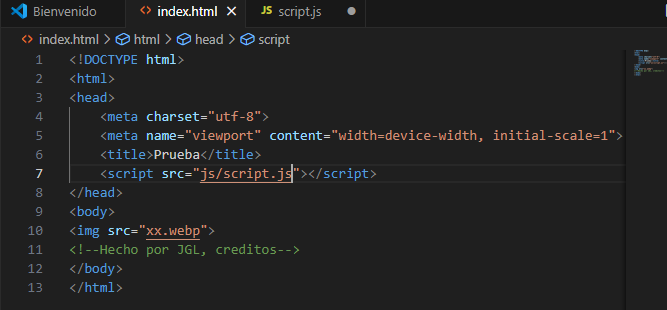 Bienvenido index.html script.js
index.html > html > head > script
1 <!DOCTYPE html>
2 <html>
3 <head>
4 <meta charset="utf-8">
5 <meta name="viewport" content="width=device-width, initial-scale=1">
6 <title>Prueba</title>
7 <script src="js/script.js"></script>
8 </head>
9 <body>
10 <img src="xx.webp">
11 <!--Hecho por JGL, creditos-->
12 </body>
13 </html>